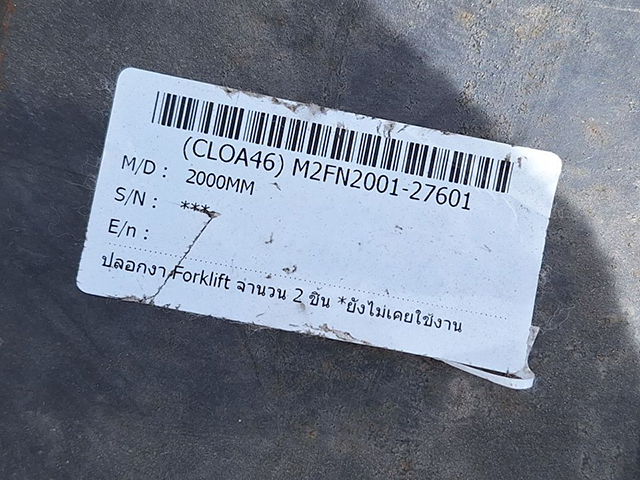 (CLOA46) M2FN2001-27601
M/D : 2000MM
S/N : ***
E/n :
ปลอกงา Forklift จำนวน 2 ชิ้น *ยังไม่เคยใช้งาน